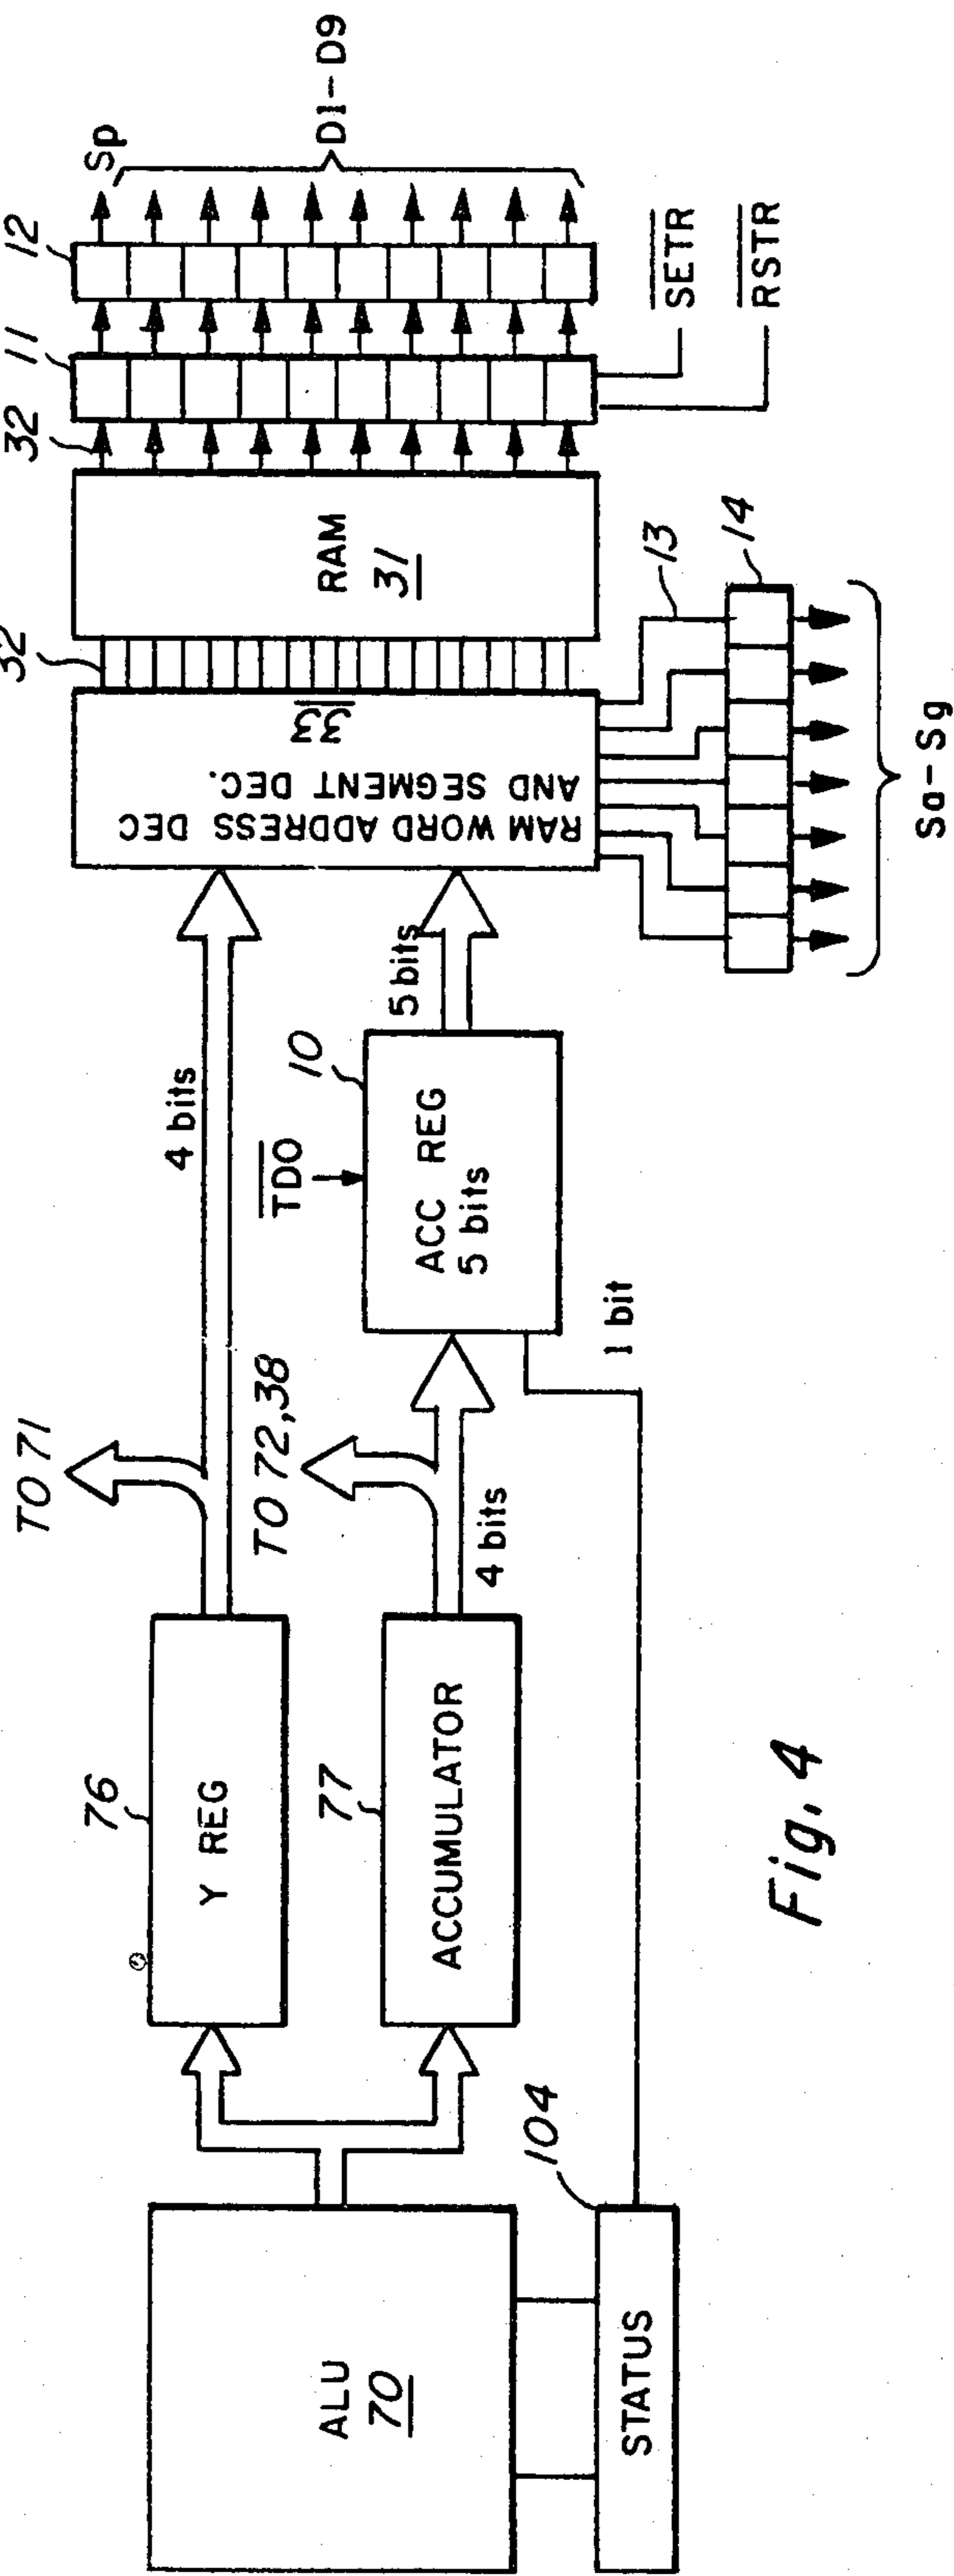 ALU
70
STATUS
104
Y REG
76
ACCUMULATOR
77
TO 71
TO 72,38
4 bits
4 bits
TDO
ACC REG
5 bits
10
1 bit
5 bits
RAM WORD ADDRESS DEC
AND SEGMENT DEC.
33
32
RAM
31
32
11
12
Sp
D1-D9
SETR
RSTR
13
14
Sa-Sg
Fig. 4